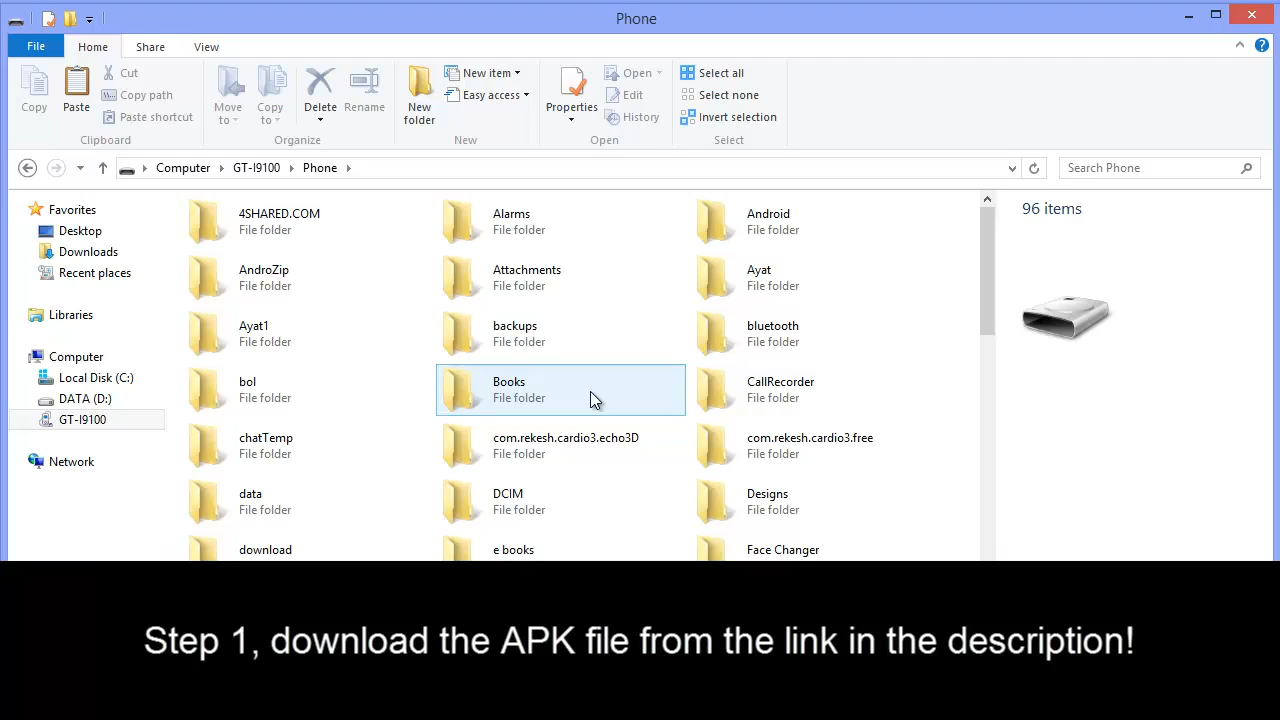 Phone
File
Home
Share
View
Copy
Paste
Cut
Copy path
Paste shortcut
Clipboard
Move
to
Copy
to
Delete
Rename
Organize
New
folder
New item
Easy access
New
Properties
Open
Edit
History
Open
Select all
Select none
Invert selection
Select
Computer
GT-I9100
Phone
Search Phone
Favorites
Desktop
Downloads
Recent places
Libraries
Computer
Local Disk (C:)
DATA (D:)
GT-I9100
Network
4SHARED.COM
File folder
Alarms
File folder
Android
File folder
AndroZip
File folder
Attachments
File folder
Ayat
File folder
Ayat1
File folder
backups
File folder
bluetooth
File folder
bol
File folder
Books
File folder
CallRecorder
File folder
chatTemp
File folder
com.rekesh.cardio3.echo3D
File folder
com.rekesh.cardio3.free
File folder
data
File folder
DCIM
File folder
Designs
File folder
download
e books
Face Changer
96 items
Step 1, download the APK file from the link in the description!